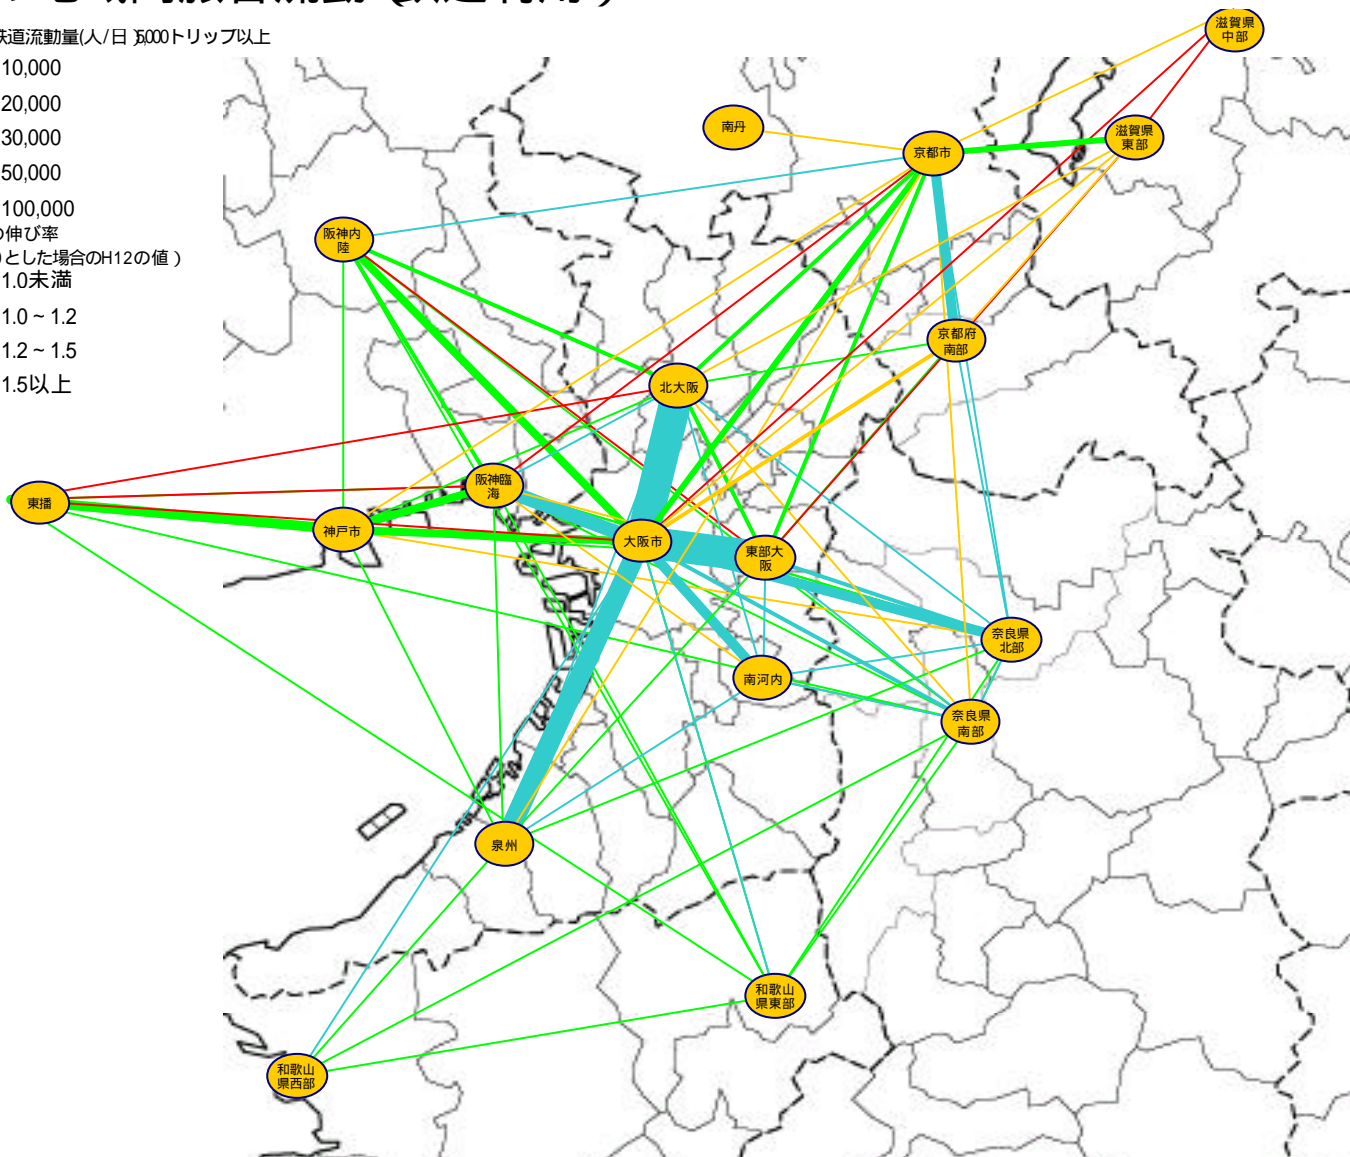 鉄道流動量(人/日)5,000トリップ以上
10,000
20,000
30,000
50,000
100,000
の伸び率
とした場合のH12の値)
1.0未満
1.0~1.2
1.2~1.5
1.5以上
滋賀県
中部
南丹
滋賀県
東部
京都市
阪神内
陸
京都府
南部
北大阪
阪神臨
海
東播
神戸市
大阪市
東部大
阪
奈良県
北部
南河内
奈良県
南部
泉州
和歌山
県東部
和歌山
県西部